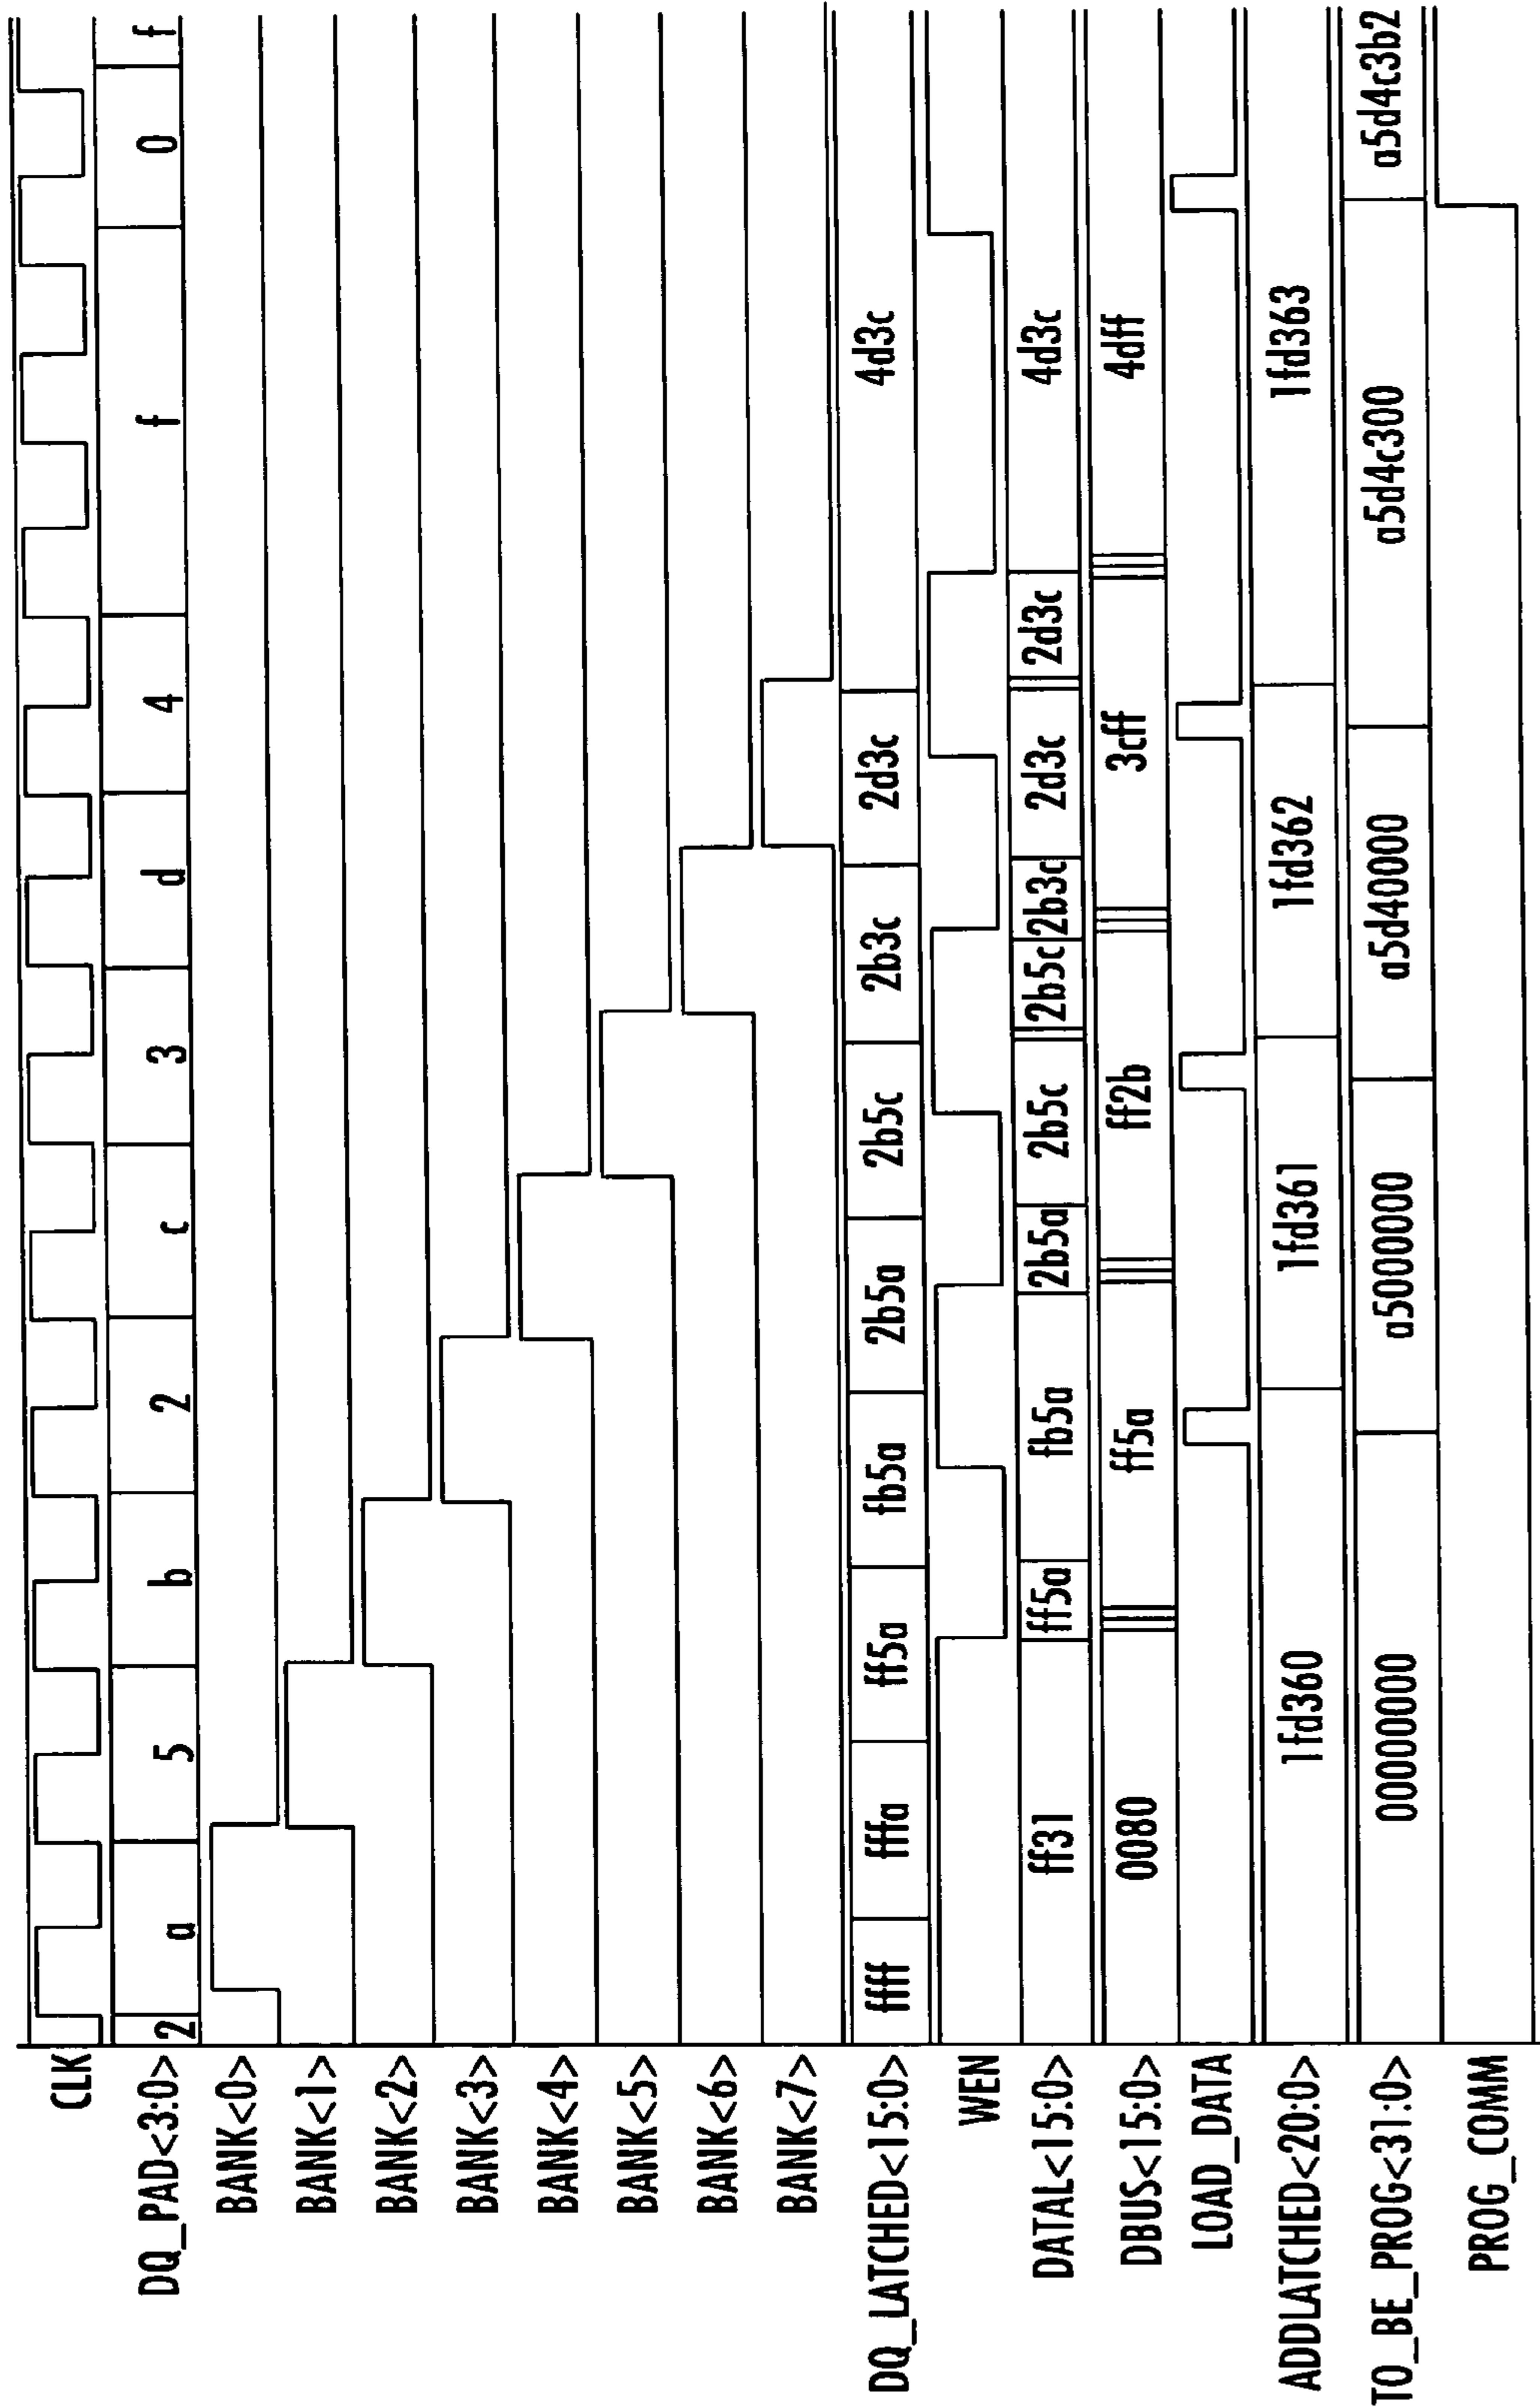 CLK
DQ_PAD<3:0> 2 a 5 b 2 c 3 d 4 f 0 f
BANK<0>
BANK<1>
BANK<2>
BANK<3>
BANK<4>
BANK<5>
BANK<6>
BANK<7>
DQ_LATCHED<15:0> ffff fffa ff5a fb5a 2b5a 2b5c 2b3c 2d3c 4d3c
WEN
DATAL<15:0> ff31 ff5a fb5a 2b5a 2b5c 2b5c 2b3c 2d3c 2d3c 4d3c
DBUS<15:0> 0080 ff5a ff2b 3cff 4dff
LOAD_DATA
ADDLATCHED<20:0> 1fd360 1fd361 1fd362 1fd363
TO_BE_PROG<31:0> 00000000 a5000000 a5d40000 a5d4c300 a5d4c3b2
PROG_COMM